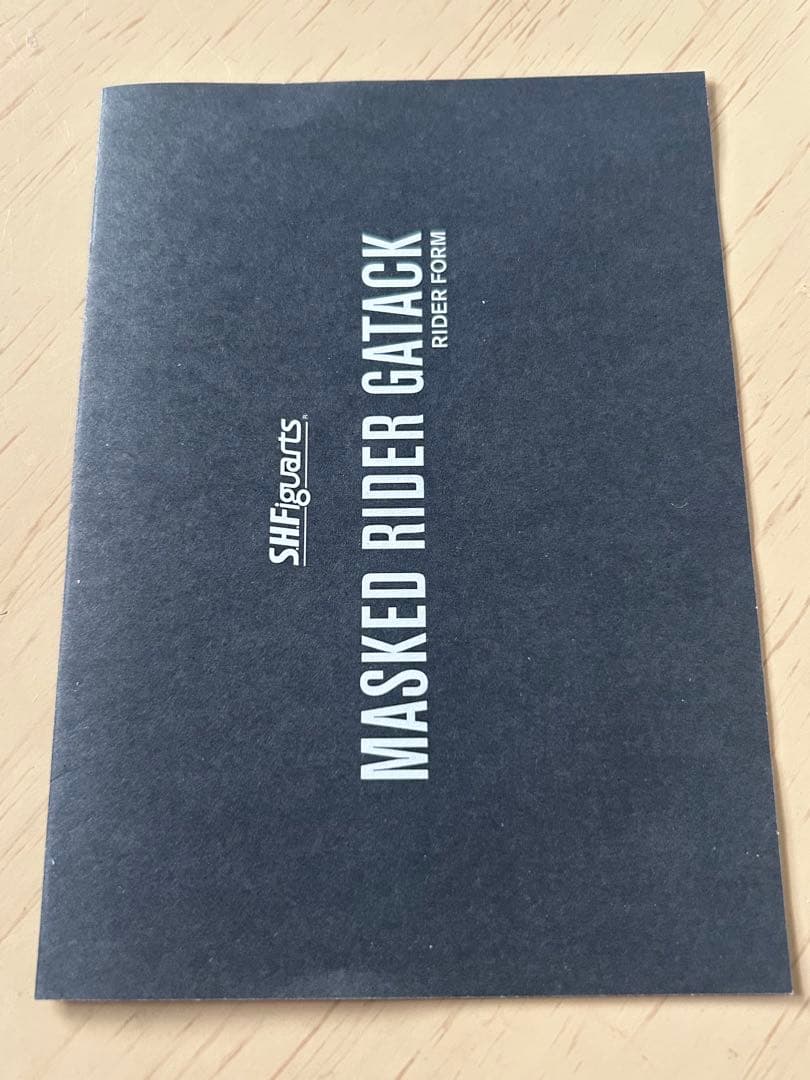 S.H.Figuarts®
MASKED RIDER GATACK
RIDER FORM